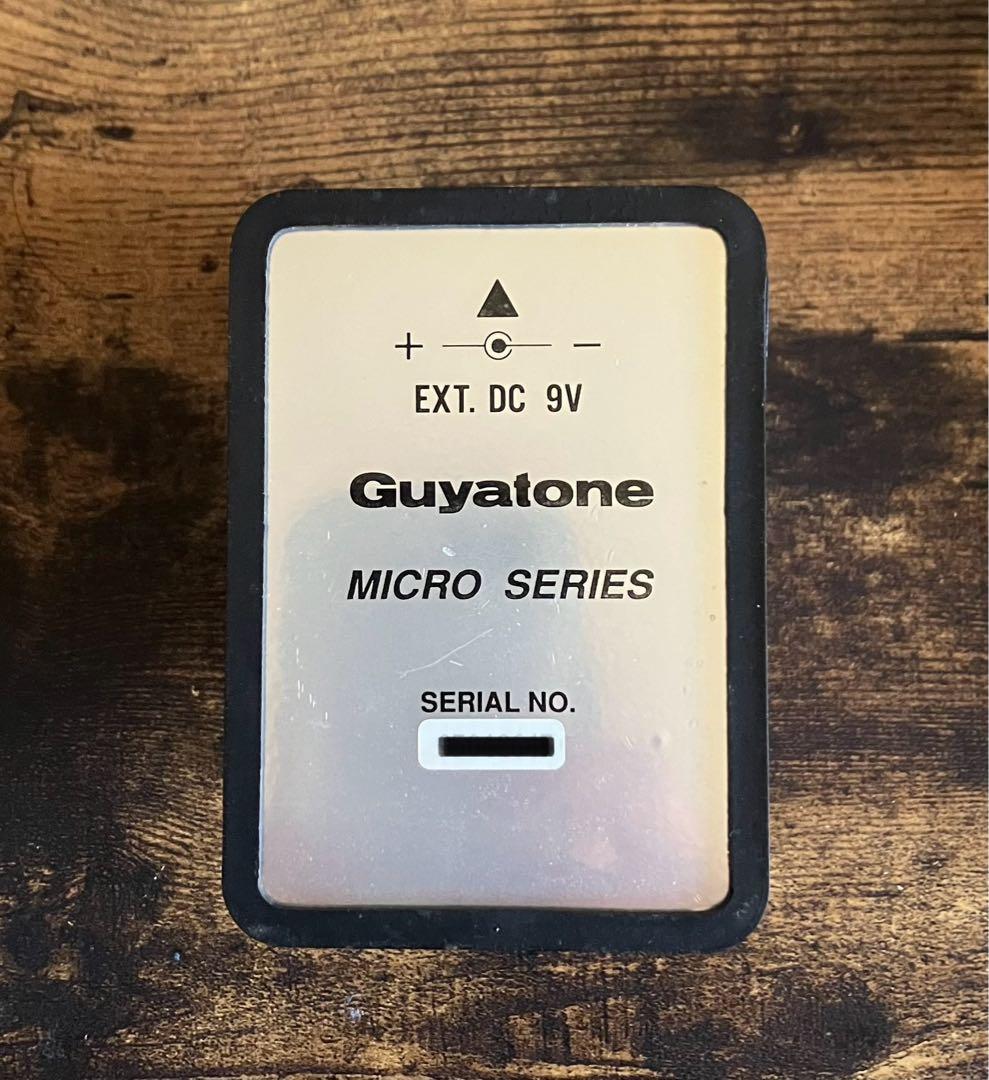 + −
EXT. DC 9V
Guyatone
MICRO SERIES
SERIAL NO.